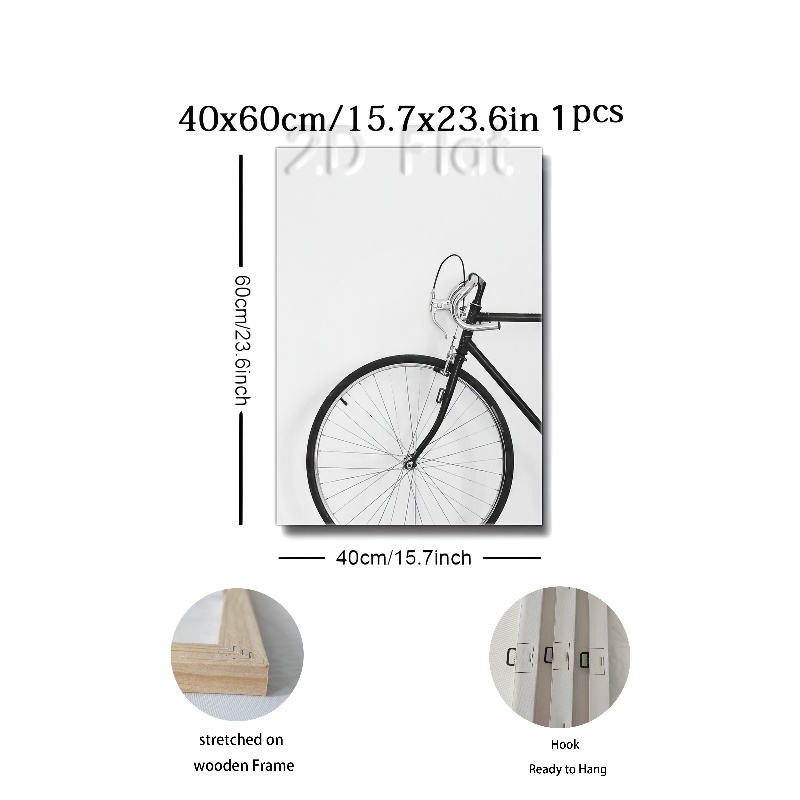 40x60cm/15.7x23.6in 1pcs
2D Flat
60cm/23.6inch
40cm/15.7inch
stretched on
wooden Frame
Hook
Ready to Hang